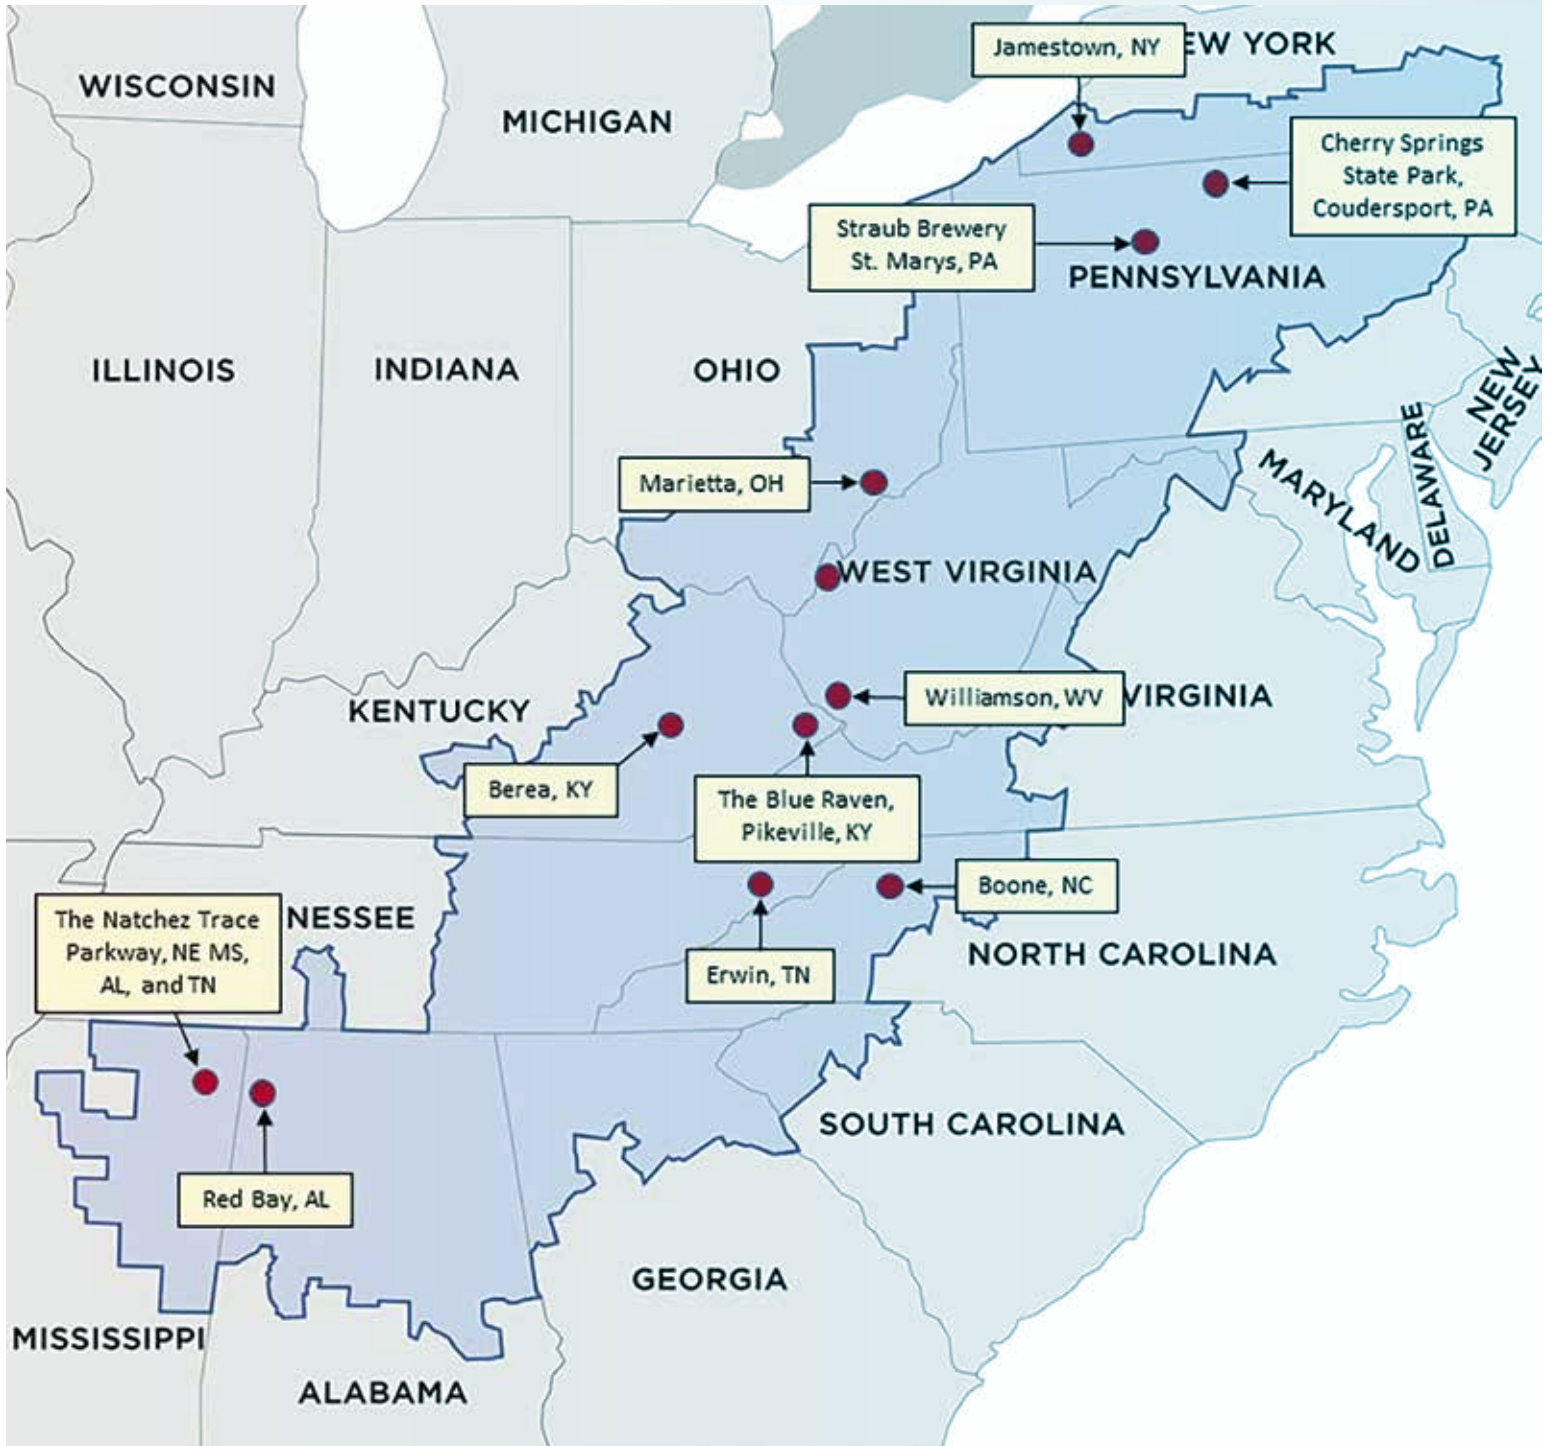 Jamestown, NY
EW YORK
WISCONSIN
MICHIGAN
Cherry Springs
State Park,
Coudersport, PA
Straub Brewery
St. Marys, PA
PENNSYLVANIA
ILLINOIS
INDIANA
OHIO
NEW
JERSEY
DELAWARE
MARYLAND
Marietta, OH
WEST VIRGINIA
Williamson, WV
VIRGINIA
KENTUCKY
Berea, KY
The Blue Raven,
Pikeville, KY
Boone, NC
The Natchez Trace
Parkway, NE MS,
AL, and TN
NESSEE
NORTH CAROLINA
Erwin, TN
SOUTH CAROLINA
Red Bay, AL
GEORGIA
MISSISSIPPI
ALABAMA